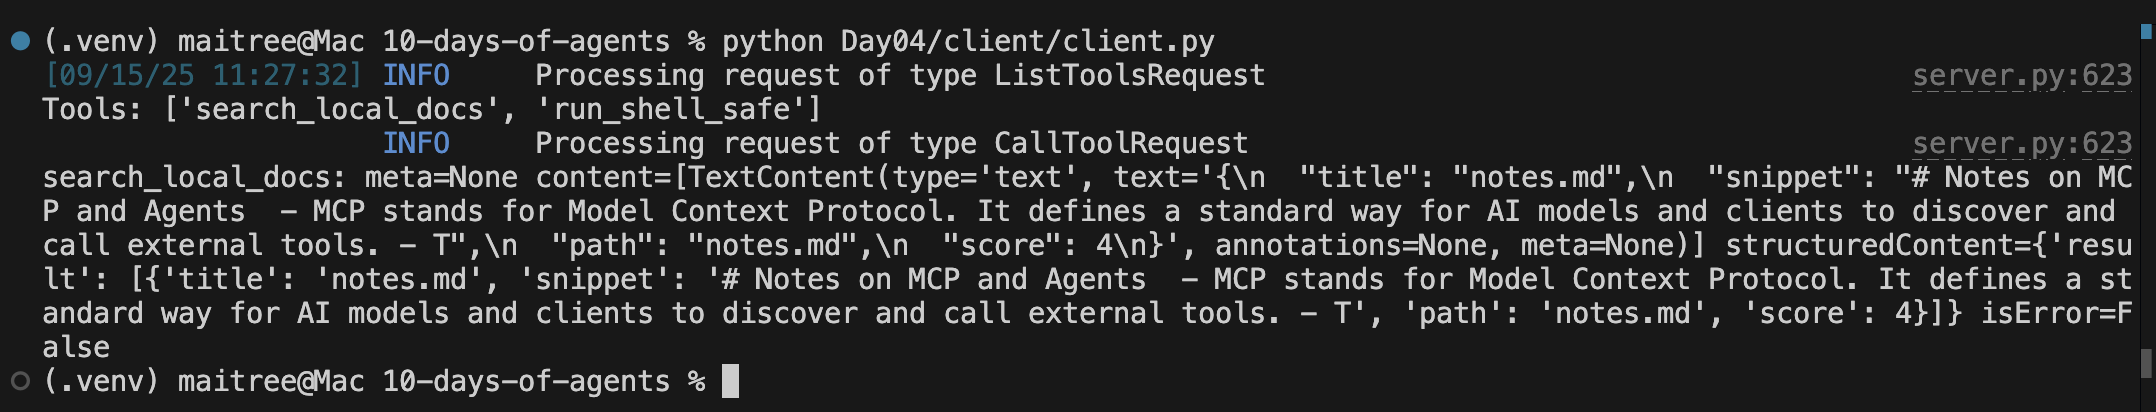 (.venv) maitree@Mac 10-days-of-agents % python Day04/client/client.py
[09/15/25 11:27:32] INFO     Processing request of type ListToolsRequest                                       server.py:623
Tools: ['search_local_docs', 'run_shell_safe']
                    INFO     Processing request of type CallToolRequest                                        server.py:623
search_local_docs: meta=None content=[TextContent(type='text', text='{\n  "title": "notes.md",\n  "snippet": "# Notes on MC
P and Agents  - MCP stands for Model Context Protocol. It defines a standard way for AI models and clients to discover and 
call external tools. - T",\n  "path": "notes.md",\n  "score": 4\n}', annotations=None, meta=None)] structuredContent={'resu
lt': [{'title': 'notes.md', 'snippet': '# Notes on MCP and Agents  - MCP stands for Model Context Protocol. It defines a st
andard way for AI models and clients to discover and call external tools. - T', 'path': 'notes.md', 'score': 4}]} isError=F
alse
(.venv) maitree@Mac 10-days-of-agents %